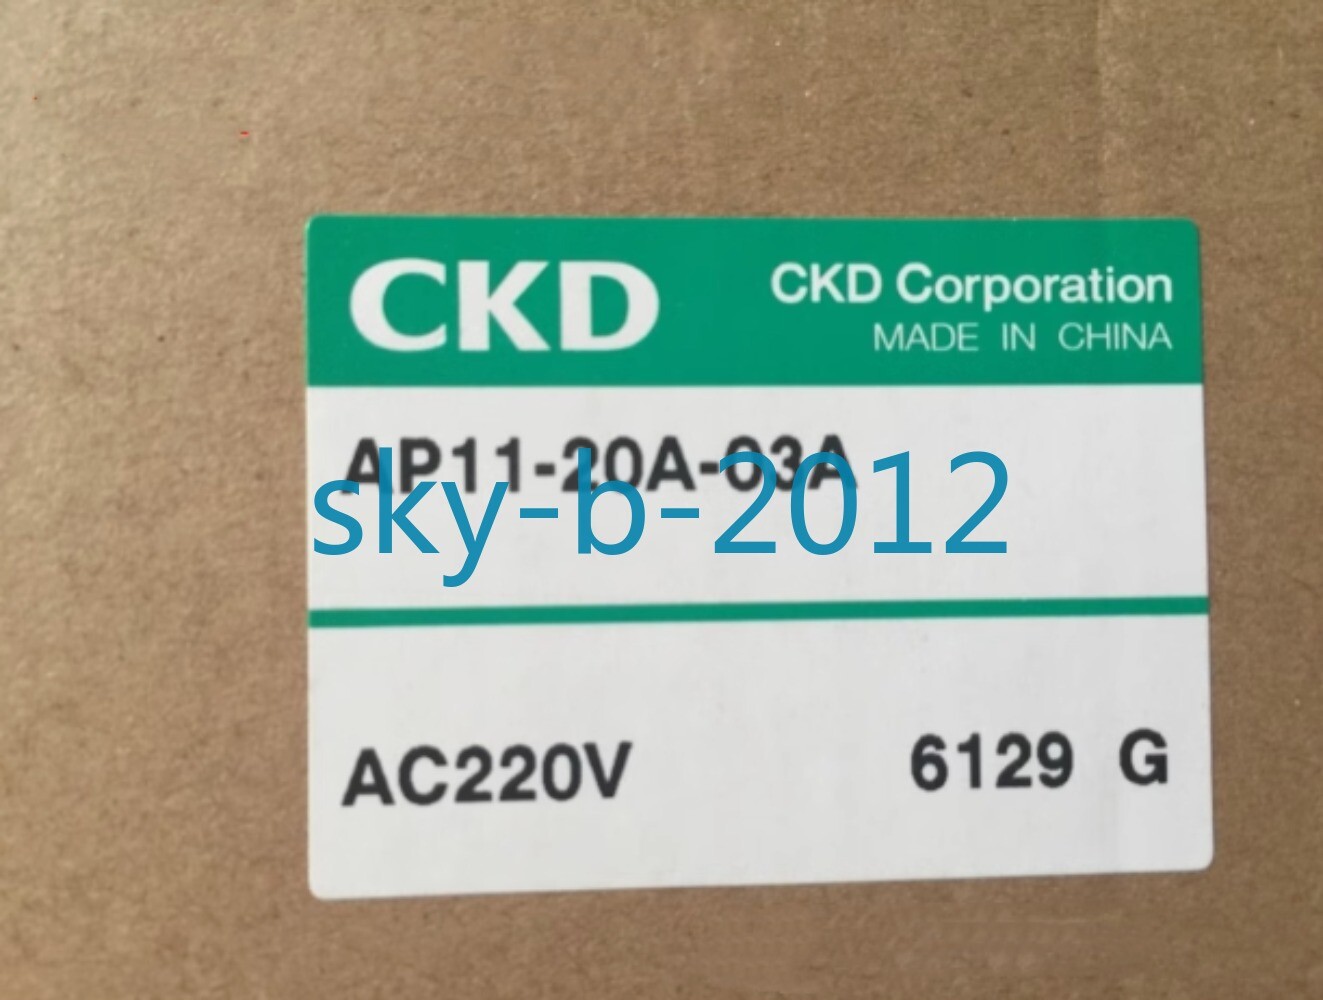 CKD
CKD Corporation
MADE IN CHINA
AP11-20A-03A
sky-b-2012
AC220V 6129 G